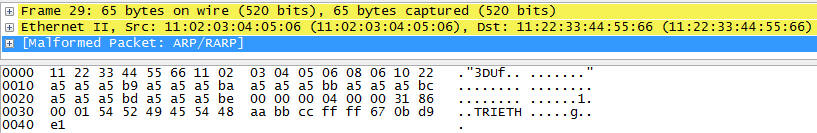 Frame 29: 65 bytes on wire (520 bits), 65 bytes captured (520 bits)
Ethernet II, Src: 11:02:03:04:05:06 (11:02:03:04:05:06), Dst: 11:22:33:44:55:66 (11:22:33:44:55:66)
[Malformed Packet: ARP/RARP]
0000 11 22 33 44 55 66 11 02 03 04 05 06 08 06 10 22 ."3DUf.. ......."
0010 a5 a5 a5 b9 a5 a5 a5 ba a5 a5 a5 bb a5 a5 a5 bc ........ ........
0020 a5 a5 a5 bd a5 a5 a5 be 00 00 00 04 00 00 31 86 ........ ......1.
0030 00 01 54 52 49 45 54 48 aa bb cc ff ff 67 0b d9 ..TRIETH .....g..
0040 e1 .